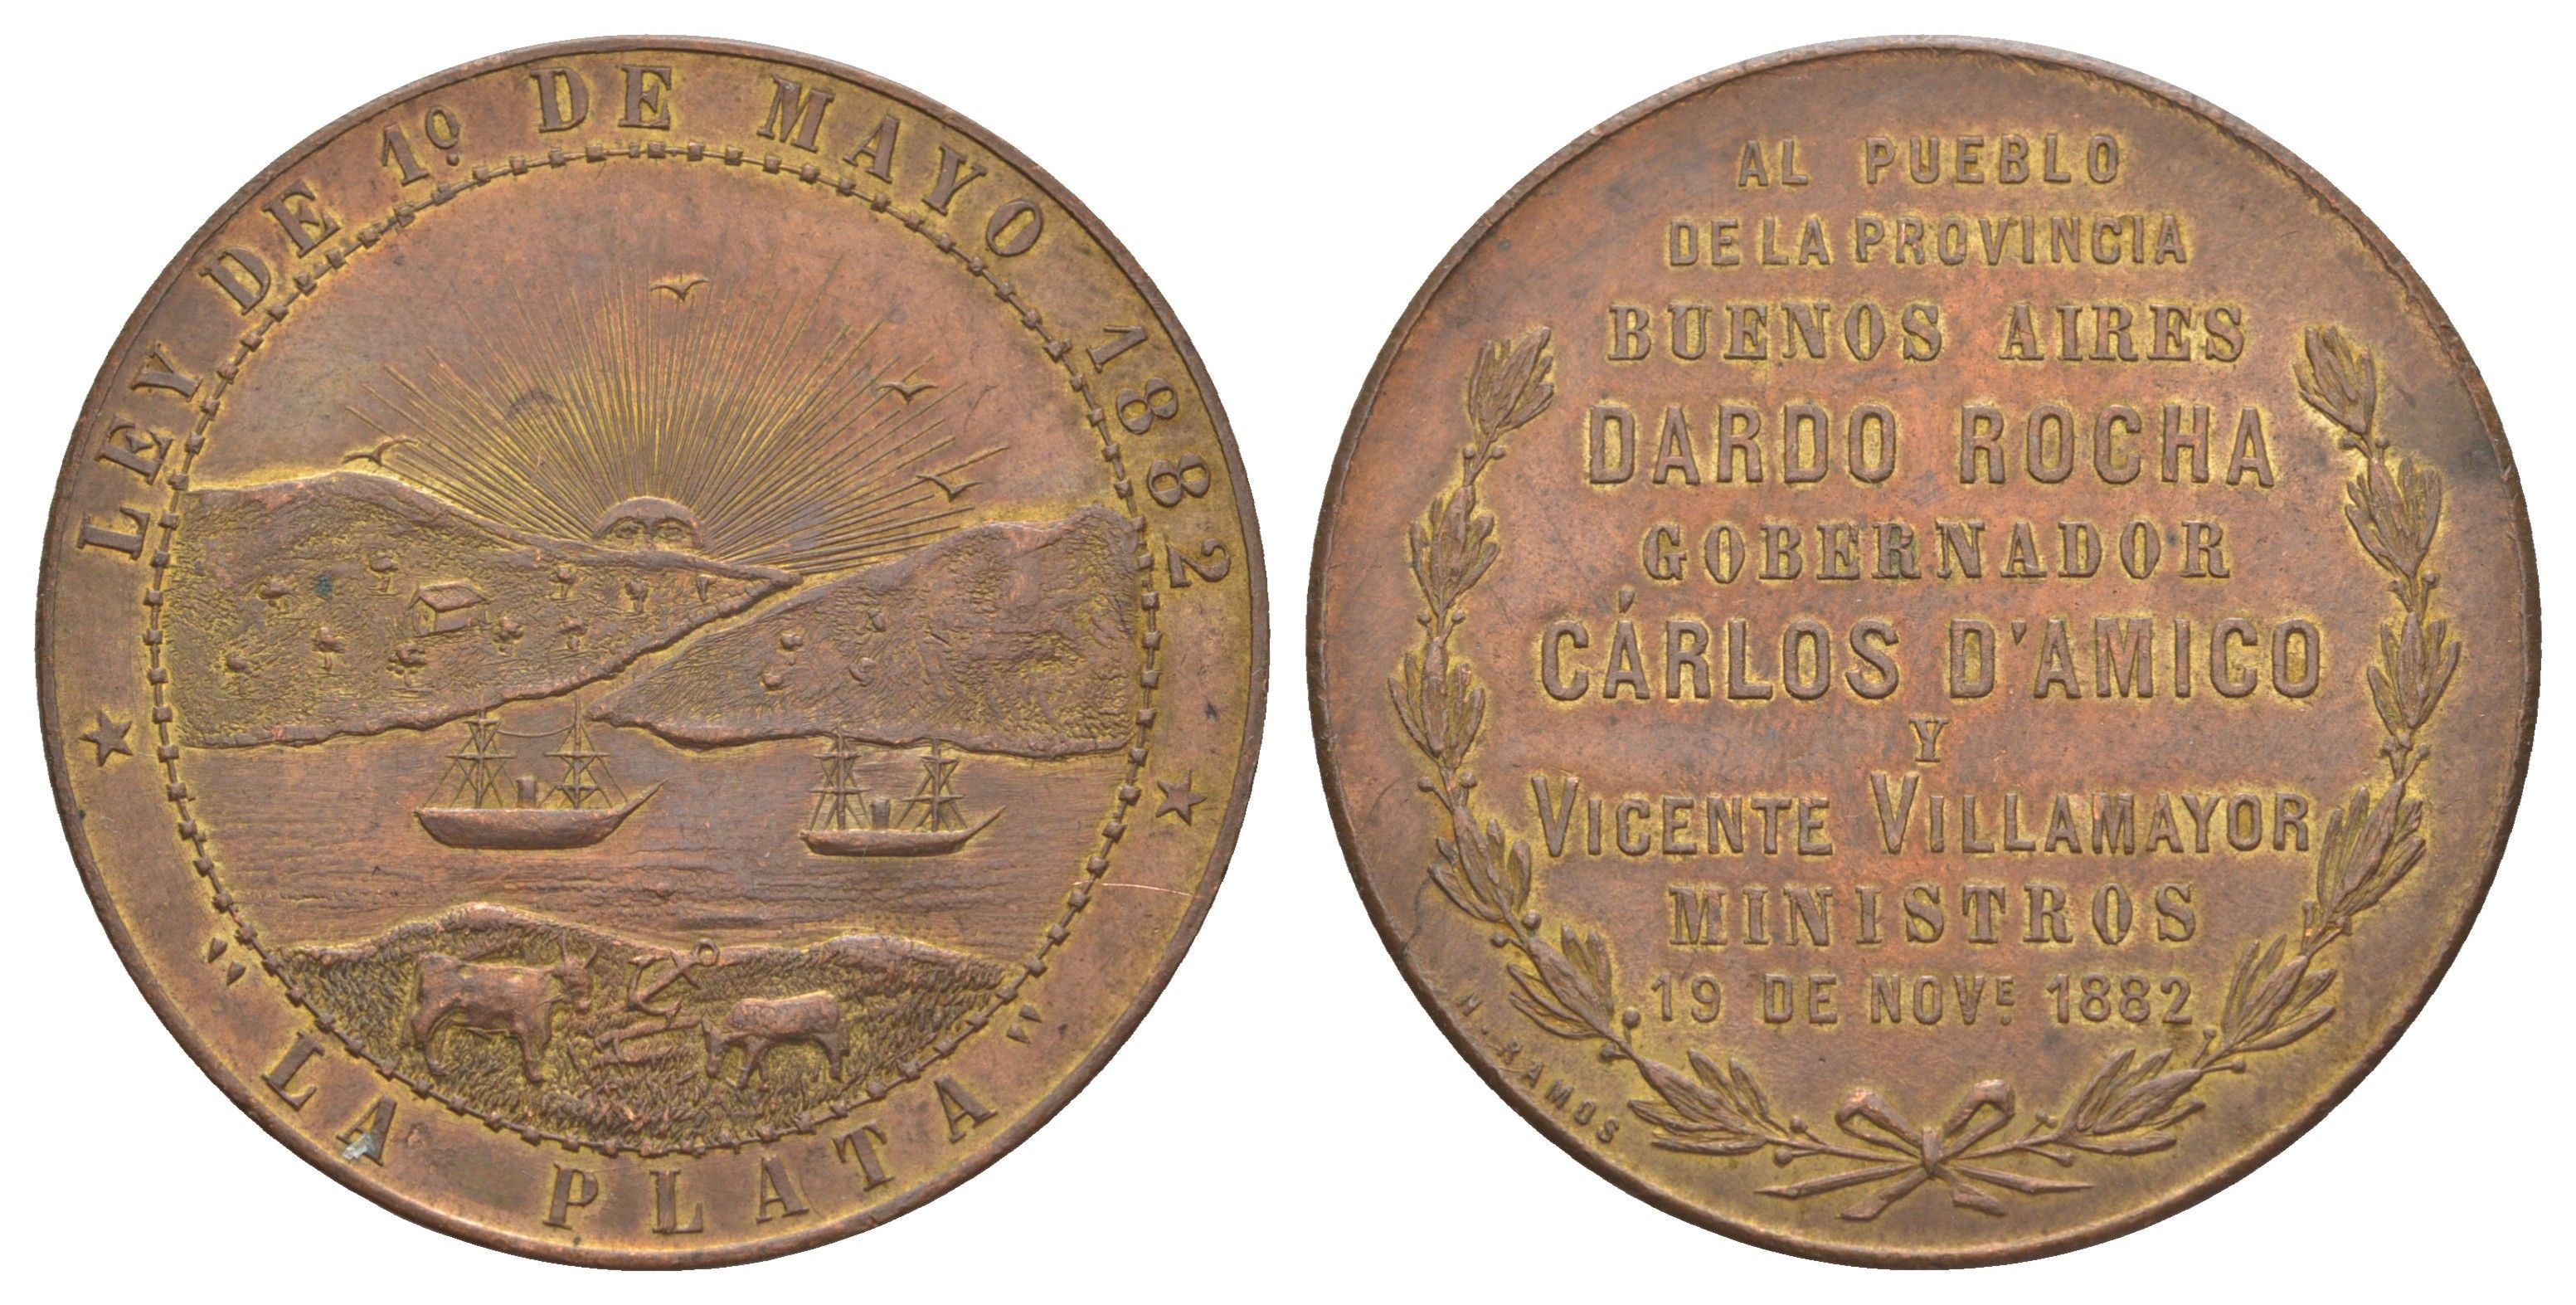 LEY DE 1º DE MAYO 1882
"LA PLATA"
AL PUEBLO
DE LA PROVINCIA
BUENOS AIRES
DARDO ROCHA
GOBERNADOR
CÁRLOS D'AMICO
Y
VICENTE VILLAMAYOR
MINISTROS
19 DE NOVE. 1882
R. RAMOS